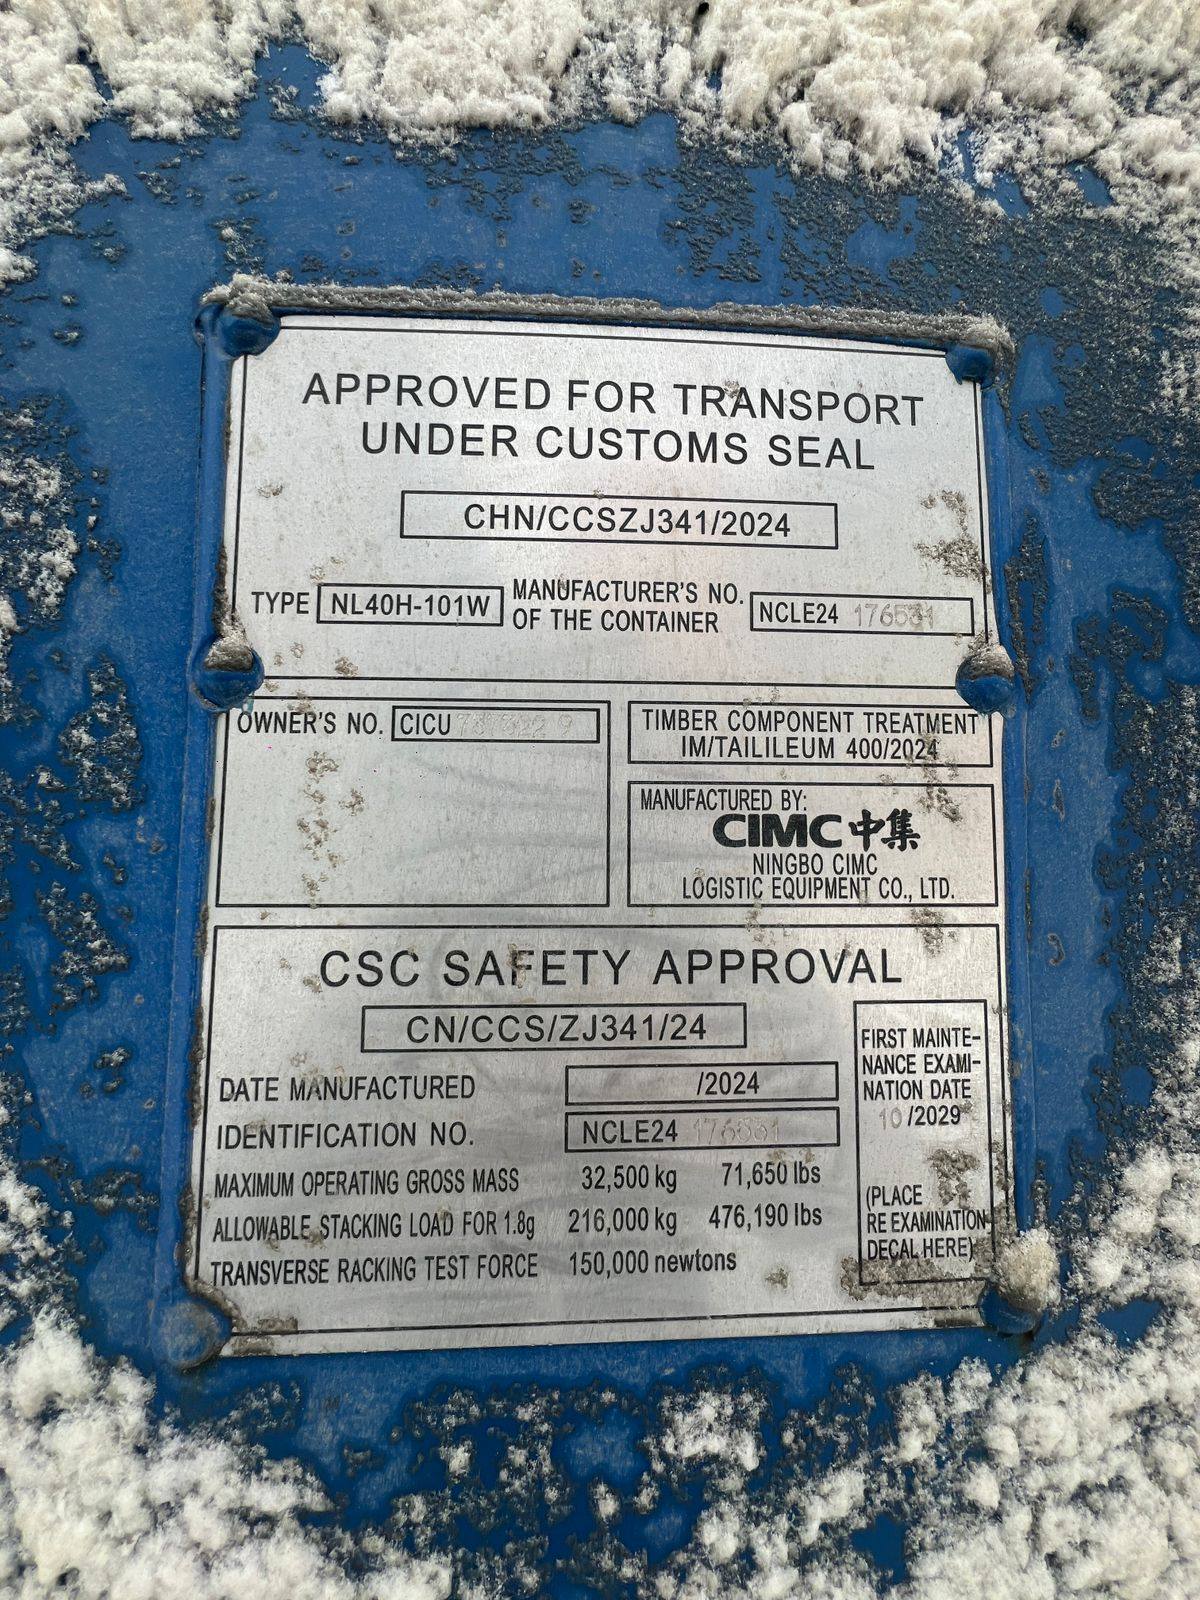 APPROVED FOR TRANSPORT
UNDER CUSTOMS SEAL
CHN/CCSZJ341/2024
TYPE NL40H-101W MANUFACTURER'S NO. OF THE CONTAINER NCLE24
OWNER'S NO. CICU
TIMBER COMPONENT TREATMENT
IM/TAILILEUM 400/2024
MANUFACTURED BY:
CIMC中集
NINGBO CIMC
LOGISTIC EQUIPMENT CO., LTD.
CSC SAFETY APPROVAL
CN/CCS/ZJ341/24
DATE MANUFACTURED /2024
IDENTIFICATION NO. NCLE24
MAXIMUM OPERATING GROSS MASS 32,500 kg 71,650 lbs
ALLOWABLE STACKING LOAD FOR 1.8g 216,000 kg 476,190 lbs
TRANSVERSE RACKING TEST FORCE 150,000 newtons
FIRST MAINTE-
NANCE EXAMI-
NATION DATE
10/2029
(PLACE
RE EXAMINATION
DECAL HERE)